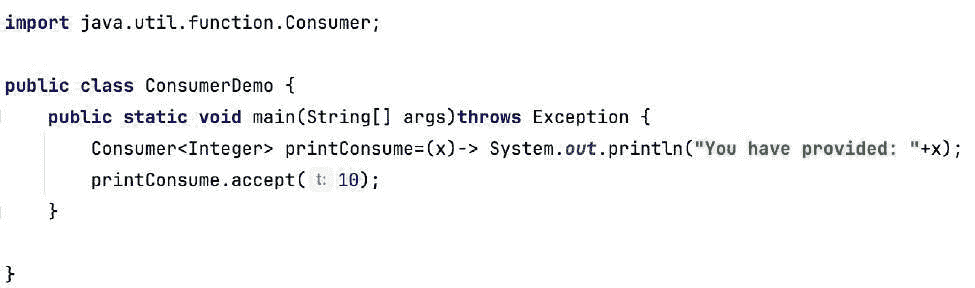 import java.util.function.Consumer;
public class ConsumerDemo {
public static void main(String[] args)throws Exception {
Consumer<Integer> printConsume=(x)-> System.out.println("You have provided: "+x);
printConsume.accept( t: 10);
}
}